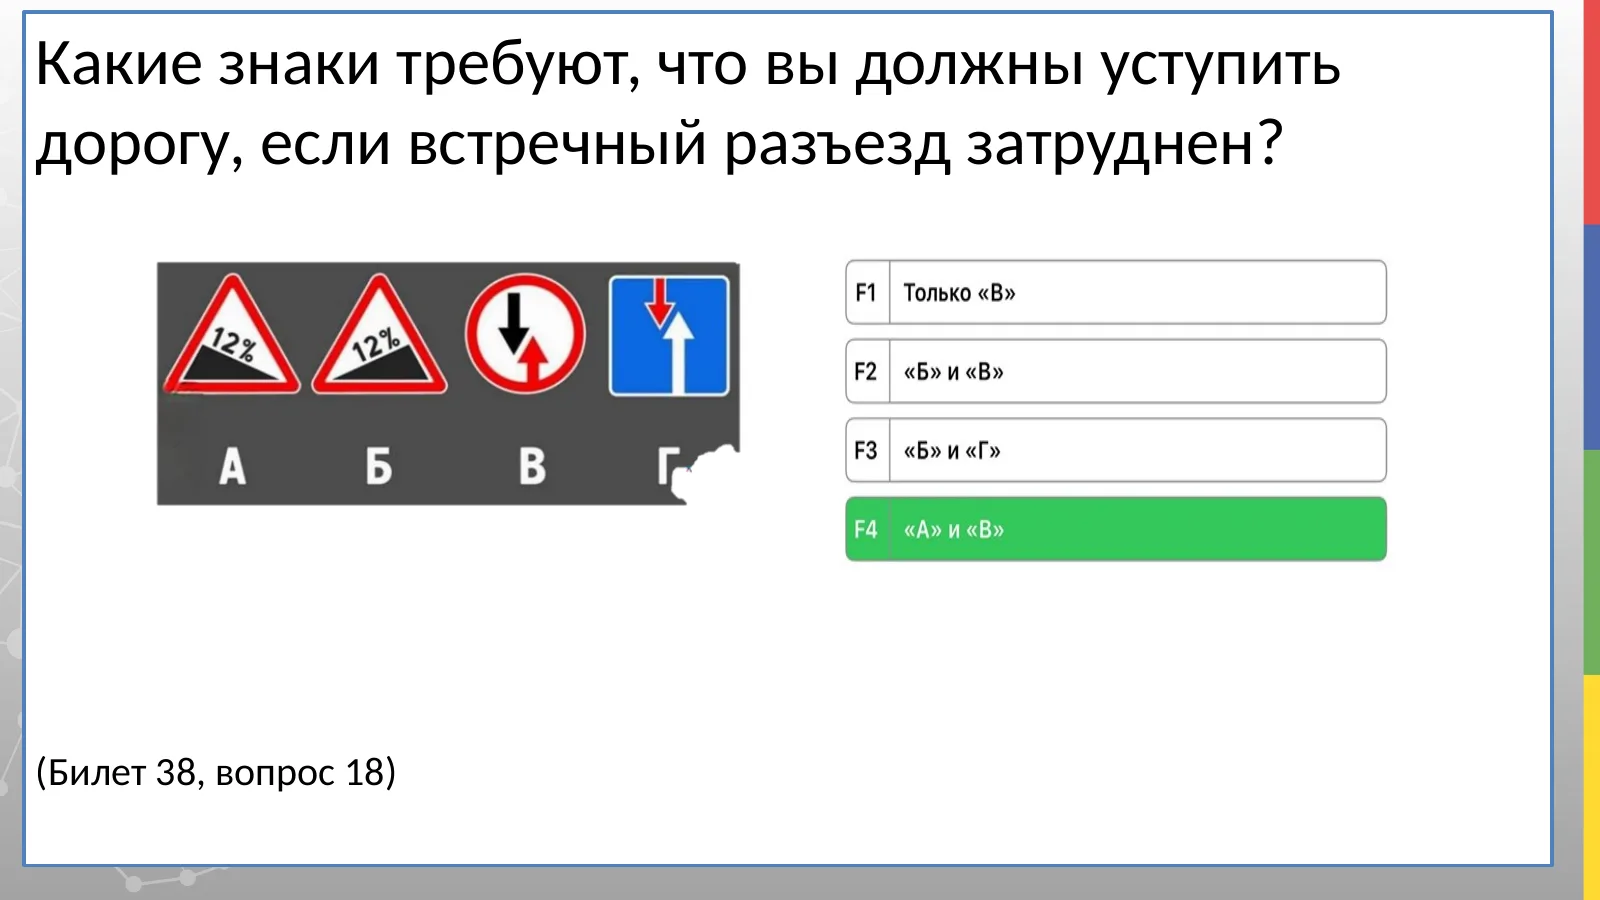 Какие знаки требуют, что вы должны уступить
дорогу, если встречный разъезд затруднен?
12%
12%
А
Б
В
Г
F1 Только «В»
F2 «Б» и «В»
F3 «Б» и «Г»
F4 «А» и «В»
(Билет 38, вопрос 18)